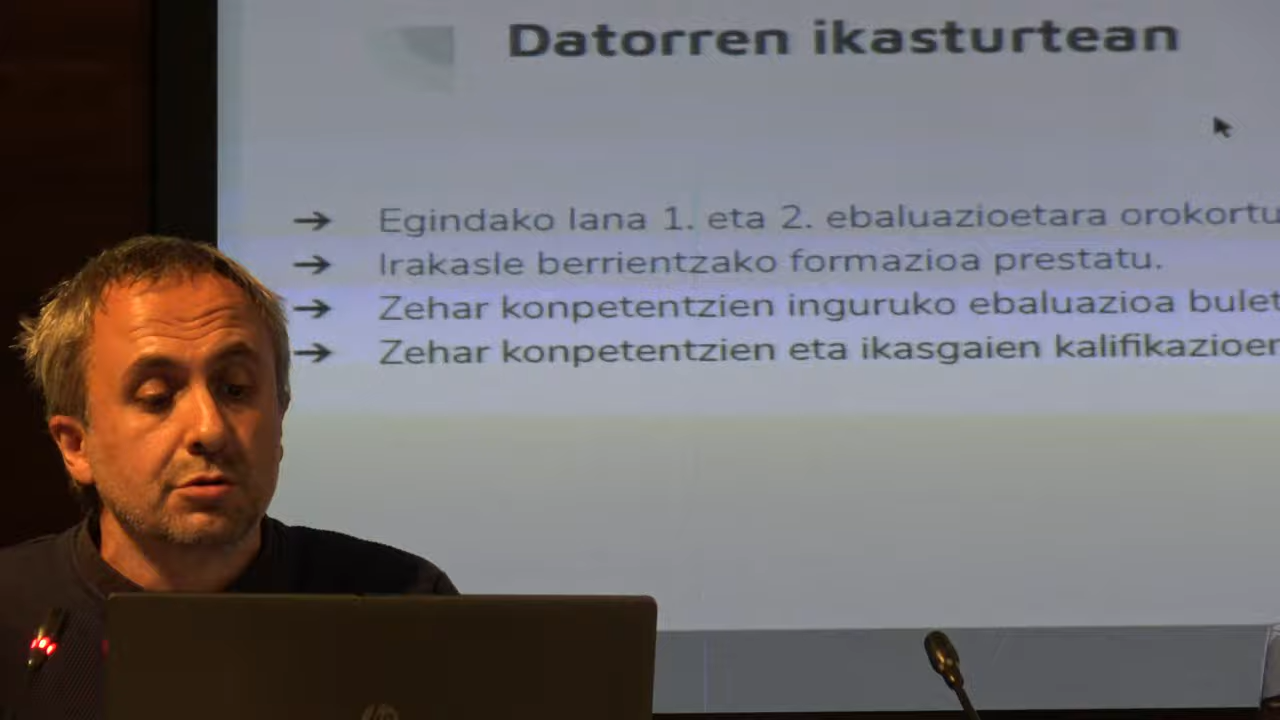 Datorren ikasturtean
➔ Egindako lana 1. eta 2. ebaluazioetara
➔ Irakasle berrientzako formazioa prestatu.
➔ Zehar konpetentzien inguruko ebaluazioa
➔ Zehar konpetentzien eta ikasgaien
hp